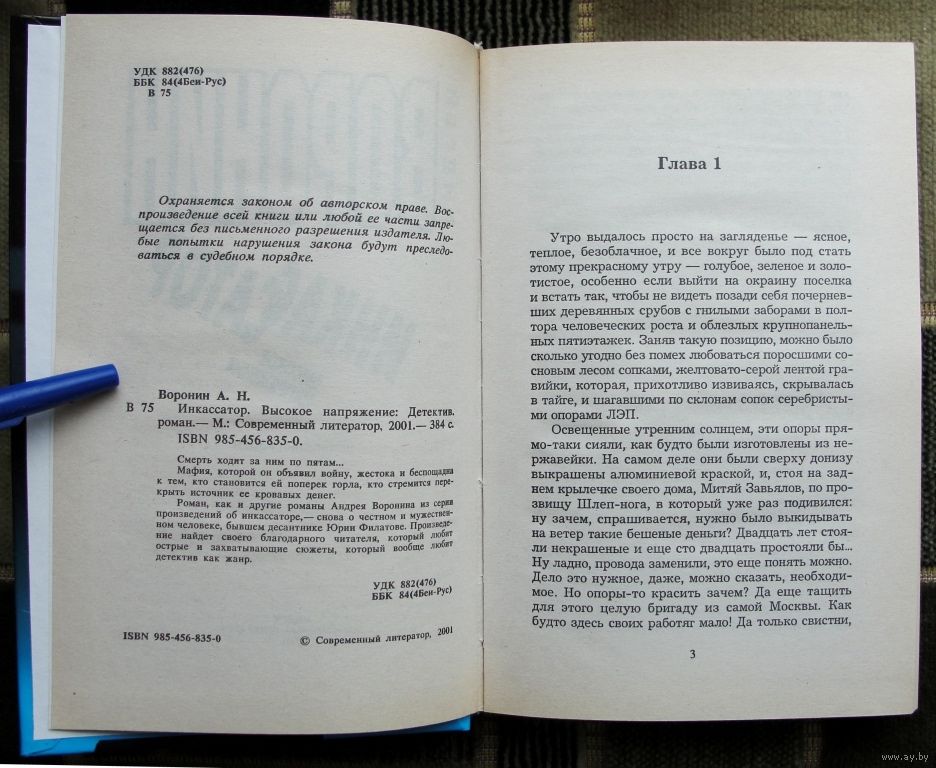 УДК 882(476)
ББК 84(4Беи-Рус)
В 75
Охраняется законом об авторском праве. Вос-
произведение всей книги или любой ее части запре-
щается без письменного разрешения издателя. Лю-
бые попытки нарушения закона будут преследо-
ваться в судебном порядке.
Воронин А. Н.
В 75 Инкассатор. Высокое напряжение: Детектив.
роман.— М.: Современный литератор, 2001.— 384 с.
ISBN 985-456-835-0.
Смерть ходит за ним по пятам...
Мафия, которой он объявил войну, жестока и беспощадна
к тем, кто становится ей поперек горла, кто стремится пере-
крыть источник ее кровавых денег.
Роман, как и другие романы Андрея Воронина из серии
произведений об инкассаторе,— снова о честном и мужествен-
ном человеке, бывшем десантнике Юрии Филатове. Произведе-
ние найдет своего благодарного читателя, который любит
острые и захватывающие сюжеты, который вообще любит
детектив как жанр.
УДК 882(476)
ББК 84(4Беи-Рус)
ISBN 985-456-835-0
© Современный литератор, 2001
Глава 1
Утро выдалось просто на загляденье — ясное,
теплое, безоблачное, и все вокруг было под стать
этому прекрасному утру — голубое, зеленое и золо-
тистое, особенно если выйти на окраину поселка
и встать так, чтобы не видеть позади себя почернев-
ших деревянных срубов с гнилыми заборами в пол-
тора человеческих роста и облезлых крупнопанель-
ных пятиэтажек. Заняв такую позицию, можно было
сколько угодно без помех любоваться поросшими со-
сновым лесом сопками, желтовато-серой лентой гра-
вийки, которая, прихотливо извиваясь, скрывалась
в тайге, и шагавшими по склонам сопок серебристы-
ми опорами ЛЭП.
Освещенные утренним солнцем, эти опоры пря-
мо-таки сияли, как будто были изготовлены из не-
ржавейки. На самом деле они были сверху донизу
выкрашены алюминиевой краской, и, стоя на зад-
нем крылечке своего дома, Митяй Завьялов, по про-
звищу Шлеп-нога, в который уже раз подивился:
ну зачем, спрашивается, нужно было выкидывать
на ветер такие бешеные деньги? Двадцать лет стоя-
ли некрашеные и еще сто двадцать простояли бы...
Ну ладно, провода заменили, это еще понять можно.
Дело это нужное, даже, можно сказать, необходи-
мое. Но опоры-то красить зачем? Да еще тащить
для этого целую бригаду из самой Москвы. Как
будто здесь своих работяг мало! Да только свистни,
3
www.ay.by